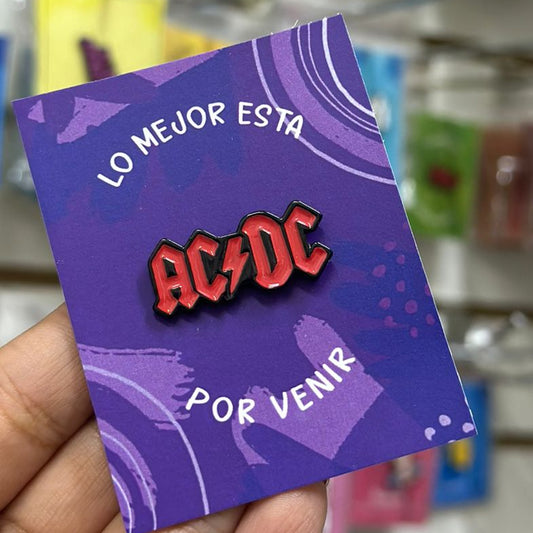 LO MEJOR ESTA
AC⚡DC
POR VENIR